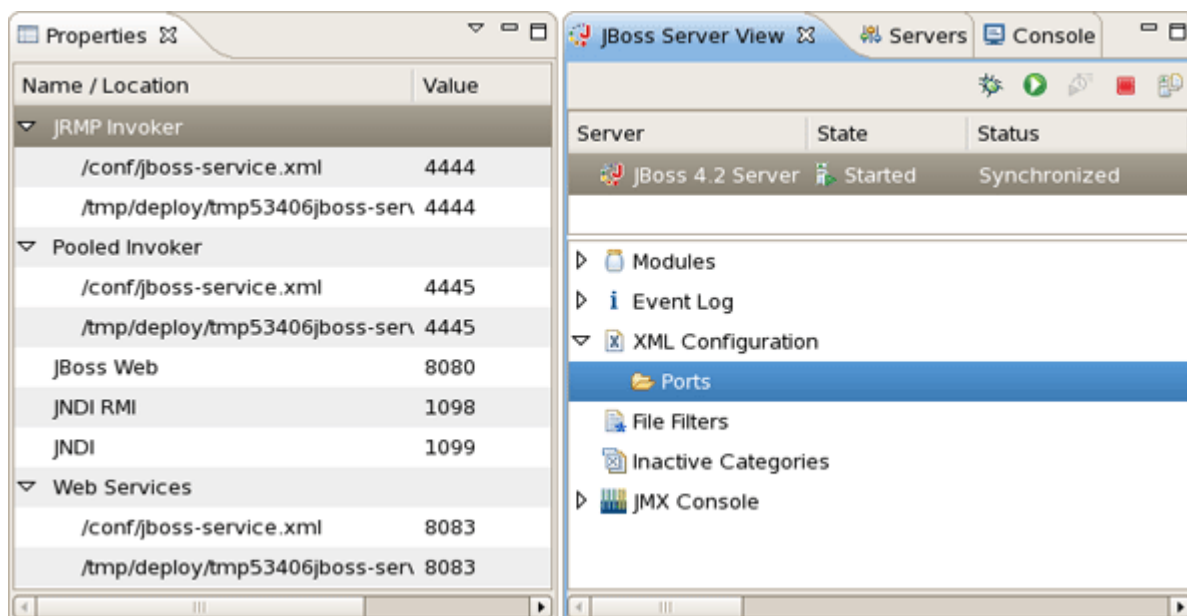 Properties
Name / Location Value
JRMP Invoker
/conf/jboss-service.xml 4444
/tmp/deploy/tmp53406jboss-serv 4444
Pooled Invoker
/conf/jboss-service.xml 4445
/tmp/deploy/tmp53406jboss-serv 4445
JBoss Web 8080
JNDI RMI 1098
JNDI 1099
Web Services
/conf/jboss-service.xml 8083
/tmp/deploy/tmp53406jboss-serv 8083
JBoss Server View Servers Console
Server State Status
JBoss 4.2 Server Started Synchronized
Modules
Event Log
XML Configuration
Ports
File Filters
Inactive Categories
JMX Console